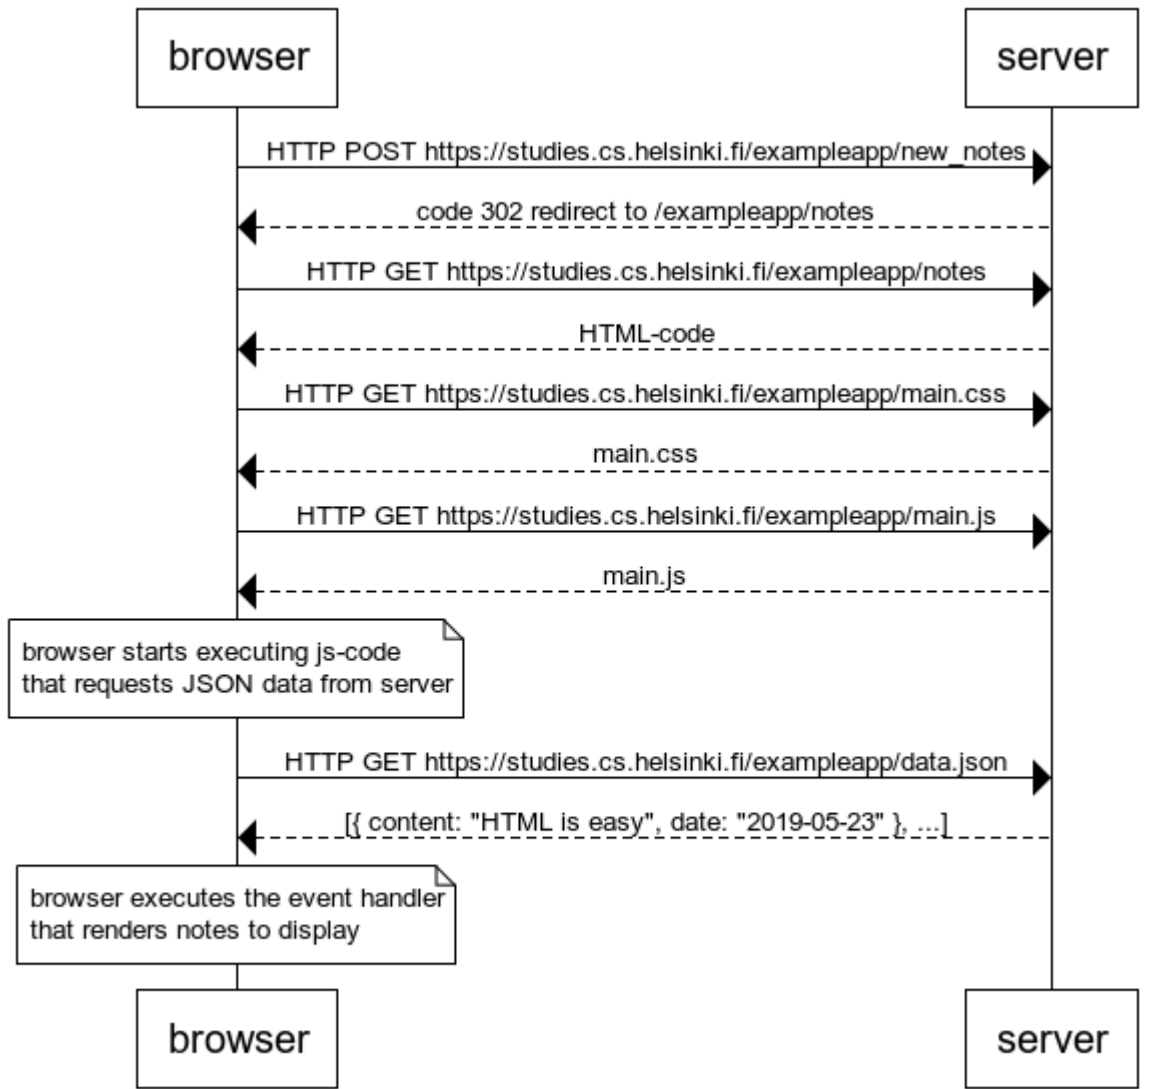 browser
server
HTTP POST https://studies.cs.helsinki.fi/exampleapp/new_notes
code 302 redirect to /exampleapp/notes
HTTP GET https://studies.cs.helsinki.fi/exampleapp/notes
HTML-code
HTTP GET https://studies.cs.helsinki.fi/exampleapp/main.css
main.css
HTTP GET https://studies.cs.helsinki.fi/exampleapp/main.js
main.js
browser starts executing js-code
that requests JSON data from server
HTTP GET https://studies.cs.helsinki.fi/exampleapp/data.json
[{ content: "HTML is easy", date: "2019-05-23" }, ...]
browser executes the event handler
that renders notes to display
browser
server